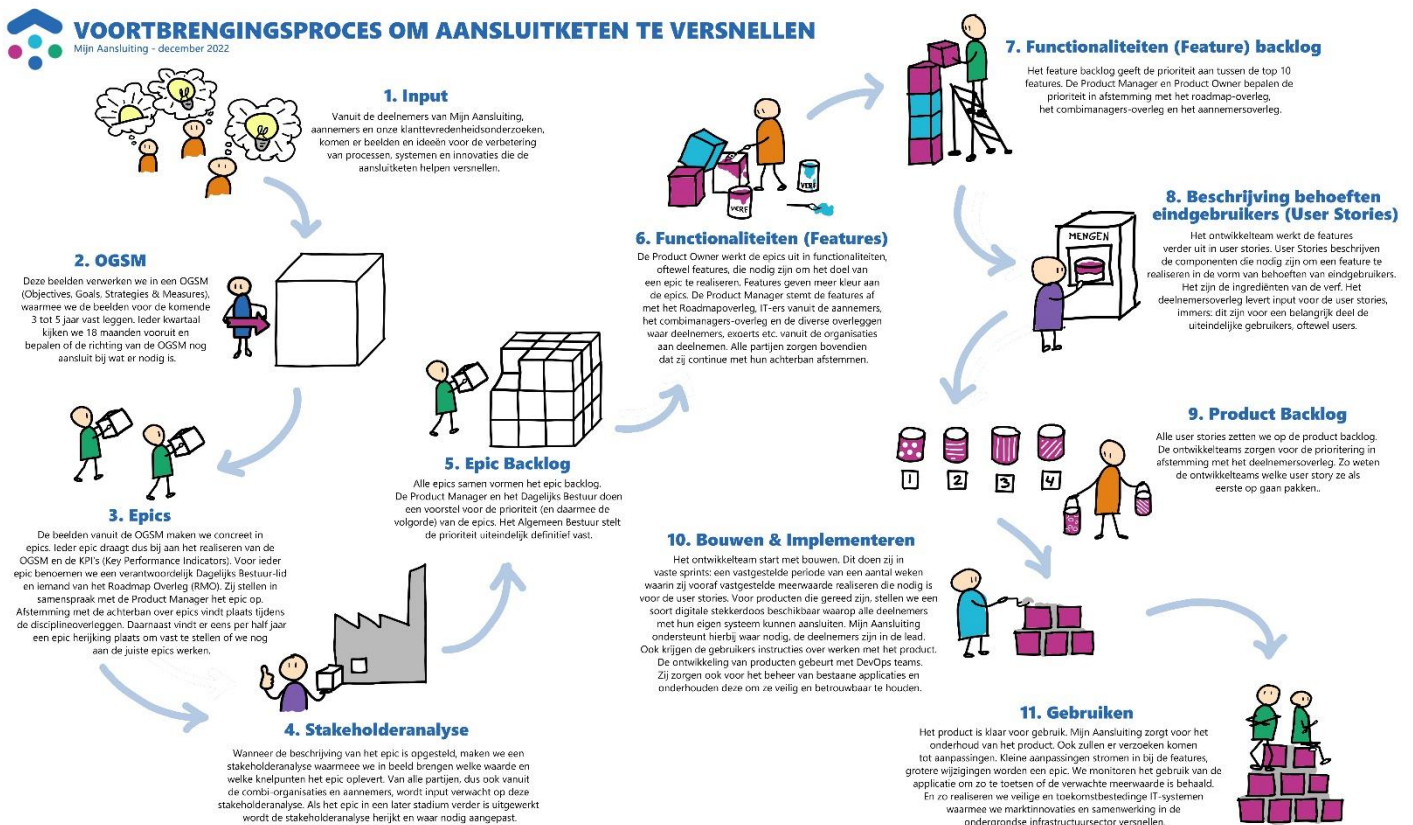 VOORTBRENGINGSPROCES OM AANSLUITKETEN TE VERSNELLEN
Mijn Aansluiting - december 2022
1. Input
Vanuit de deelnemers van Mijn Aansluiting,
aannemers en onze klanttevredenheidsonderzoeken,
komen er beelden en ideeën voor de verbetering
van processen, systemen en innovaties die de
aansluitketen helpen versnellen.
2. OGSM
Deze beelden verwerken we in een OGSM
(Objectives, Goals, Strategies & Measures),
waarmee we de beelden voor de komende
3 tot 5 jaar vast leggen. Ieder kwartaal
kijken we 18 maanden vooruit en
bepalen of de richting van de OGSM nog
aansluit bij wat er nodig is.
3. Epics
De beelden vanuit de OGSM maken we concreet in
epics. Ieder epic draagt dus bij aan het realiseren van de
OGSM en de KPI's (Key Performance Indicators). Voor ieder
epic benoemen we een verantwoordelijk Dagelijks Bestuur-lid
en iemand van het Roadmap Overleg (RMO). Zij stellen in
samenspraak met de Product Manager het epic op.
Afstemming met de achterban over epics vindt plaats tijdens
de disciplineoverleggen. Daarnaast vindt er eens per half jaar
een epic herijking plaats om vast te stellen of we nog
aan de juiste epics werken.
4. Stakeholderanalyse
Wanneer de beschrijving van het epic is opgesteld, maken we een
stakeholderanalyse waarmeee we in beeld brengen welke waarde en
welke knelpunten het epic oplevert. Van alle partijen, dus ook vanuit
de combi-organisaties en aannemers, wordt input verwacht op deze
stakeholderanalyse. Als het epic in een later stadium verder is uitgewerkt
wordt de stakeholderanalyse herijkt en waar nodig aangepast.
5. Epic Backlog
Alle epics samen vormen het epic backlog.
De Product Manager en het Dagelijks Bestuur doen
een voorstel voor de prioriteit (en daarmee de
volgorde) van de epics. Het Algemeen Bestuur stelt
de prioriteit uiteindelijk definitief vast.
VERF
VERF
6. Functionaliteiten (Features)
De Product Owner werkt de epics uit in functionaliteiten,
oftewel features, die nodig zijn om het doel van
een epic te realiseren. Features geven meer kleur aan
de epics. De Product Manager stemt de features af
met het Roadmapoverleg, IT-ers vanuit de aannemers,
het combimanagers-overleg en de diverse overleggen
waar deelnemers, exoerts etc. vanuit de organisaties
aan deelnemen. Alle partijen zorgen bovendien
dat zij continue met hun achterban afstemmen.
7. Functionaliteiten (Feature) backlog
Het feature backlog geeft de prioriteit aan tussen de top 10
features. De Product Manager en Product Owner bepalen de
prioriteit in afstemming met het roadmap-overleg,
het combimanagers-overleg en het aannemersoverleg.
8. Beschrijving behoeften
eindgebruikers (User Stories)
MENGEN
Het ontwikkelteam werkt de features
verder uit in user stories. User Stories beschrijven
de componenten die nodig zijn om een feature te
realiseren in de vorm van behoeften van eindgebruikers.
Het zijn de ingrediënten van de verf. Het
deelnemersoverleg levert input voor de user stories,
immers: dit zijn voor een belangrijk deel de
uiteindelijke gebruikers, oftewel users.
9. Product Backlog
Alle user stories zetten we op de product backlog.
De ontwikkelteams zorgen voor de prioritering in
afstemming met het deelnemersoverleg. Zo weten
de ontwikkelteams welke user story ze als
eerste op gaan pakken..
1 2 3 4
10. Bouwen & Implementeren
Het ontwikkelteam start met bouwen. Dit doen zij in
vaste sprints: een vastgestelde periode van een aantal weken
waarin zij vooraf vastgestelde meerwaarde realiseren die nodig is
voor de user stories. Voor producten die gereed zijn, stellen we een
soort digitale stekkerdoos beschikbaar waarop alle deelnemers
met hun eigen systeem kunnen aansluiten. Mijn Aansluiting
ondersteunt hierbij waar nodig, de deelnemers zijn in de lead.
Ook krijgen de gebruikers instructies over werken met het product.
De ontwikkeling van producten gebeurt met DevOps teams.
Zij zorgen ook voor het beheer van bestaane applicaties en
onderhouden deze om ze veilig en betrouwbaar te houden.
11. Gebruiken
Het product is klaar voor gebruik. Mijn Aansluiting zorgt voor het
onderhoud van het product. Ook zullen er verzoeken komen
tot aanpassingen. Kleine aanpassingen stromen in bij de features,
grotere wijzigingen worden een epic. We monitoren het gebruik van de
applicatie om zo te toetsen of de verwachte meerwaarde is behaald.
En zo realiseren we veilige en toekomstbestedinge IT-systemen
waarmee we marktinnovaties en samenwerking in de
ondergrondse infrastructuursector versnellen.